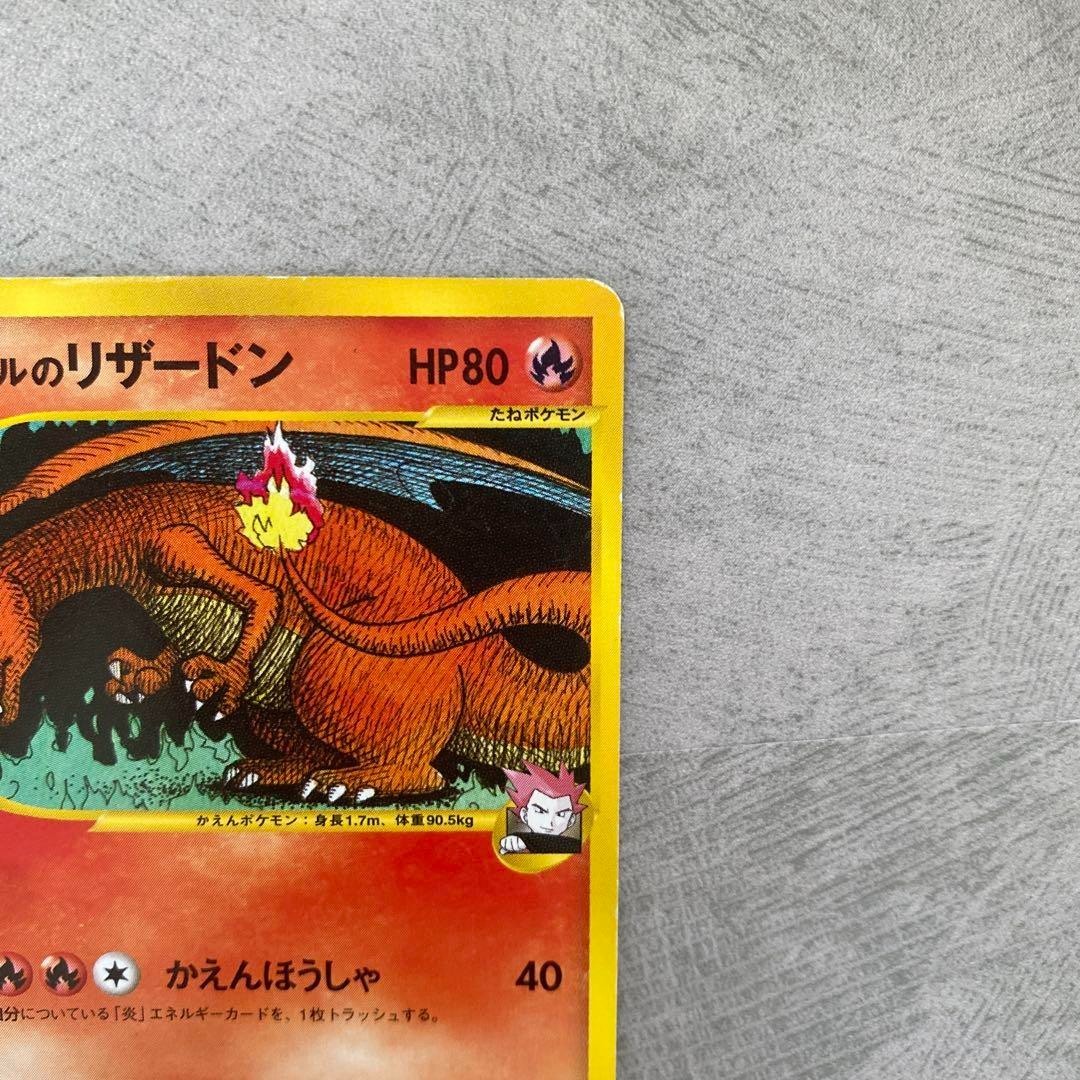 ルのリザードン HP80
たねポケモン
かえんポケモン：身長1.7m、体重90.5kg
かえんほうしゃ 40
自分についている「炎」エネルギーカードを、1枚トラッシュする。